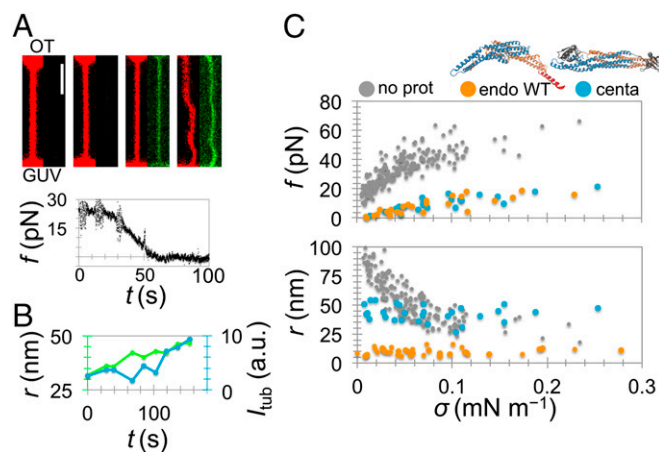 A
OT
GUV
30
15
0
f (pN)
0 50 100
t (s)
B
50
25
r (nm)
10
0
I_tub (a.u.)
0 100
t (s)
C
no prot endo WT centa
80
60
40
20
0
f (pN)
100
75
50
25
0
r (nm)
0 0.1 0.2 0.3
σ (mN m⁻¹)